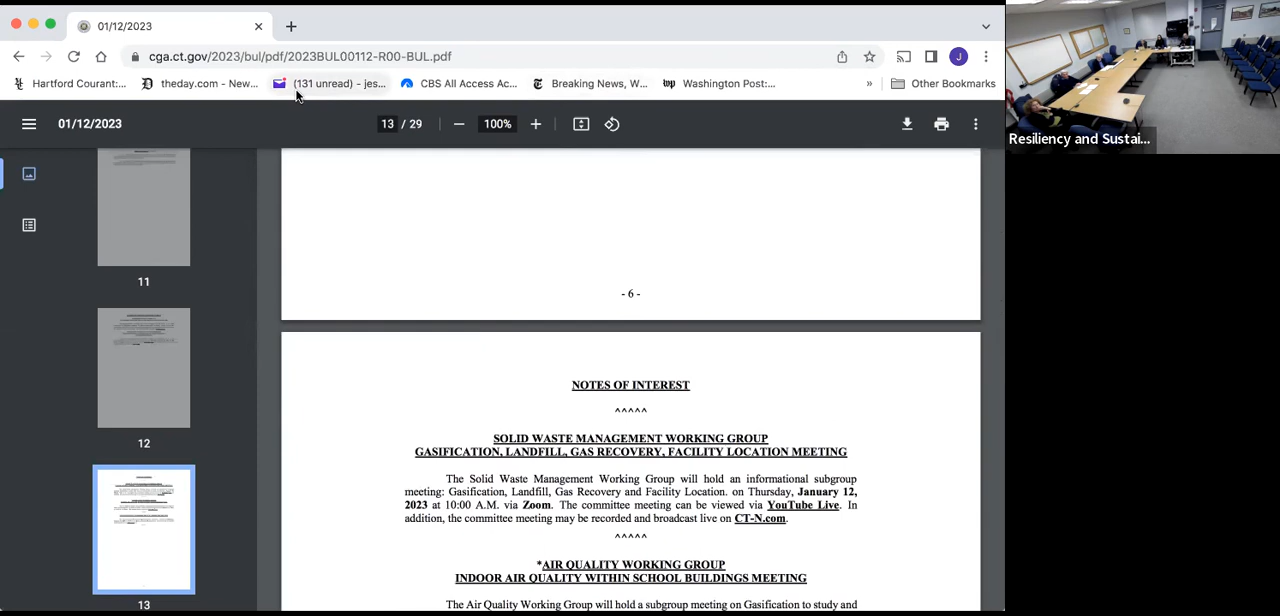 01/12/2023
cga.ct.gov/2023/bul/pdf/2023BUL00112-R00-BUL.pdf
J
Hartford Courant:...
theday.com - New...
(131 unread) - jes...
CBS All Access Ac...
Breaking News, W...
Washington Post:...
»
Other Bookmarks
01/12/2023
13 / 29
100%
11
12
13
- 6 -
NOTES OF INTEREST
^^^^^
SOLID WASTE MANAGEMENT WORKING GROUP
GASIFICATION, LANDFILL, GAS RECOVERY, FACILITY LOCATION MEETING
The Solid Waste Management Working Group will hold an informational subgroup
meeting: Gasification, Landfill, Gas Recovery and Facility Location. on Thursday, January 12,
2023 at 10:00 A.M. via Zoom. The committee meeting can be viewed via YouTube Live. In
addition, the committee meeting may be recorded and broadcast live on CT-N.com.
^^^^^
*AIR QUALITY WORKING GROUP
INDOOR AIR QUALITY WITHIN SCHOOL BUILDINGS MEETING
The Air Quality Working Group will hold a subgroup meeting on Gasification to study and
Resiliency and Sustai...